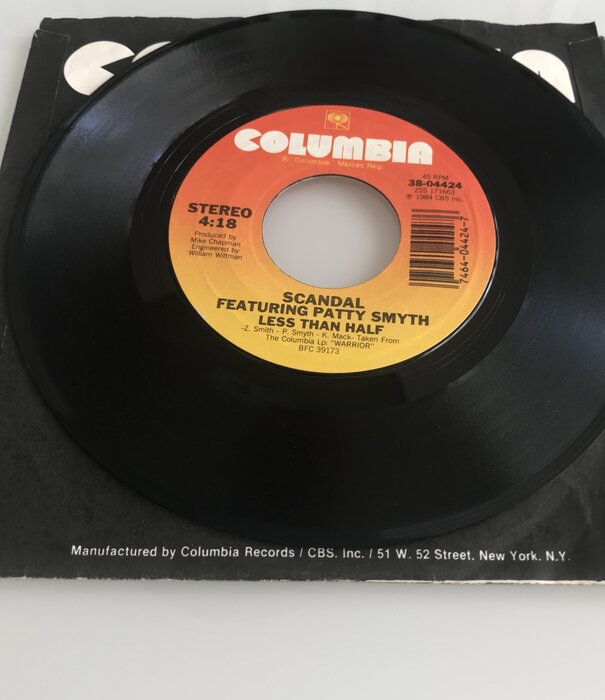 COLUMBIA
® "Columbia," Marcas Reg.
45 RPM
38-04424
ZSS 171663
℗ 1984 CBS Inc.
STEREO
4:18
Produced by
Mike Chapman
Engineered by
William Wittman
7464-04424-7
SCANDAL
FEATURING PATTY SMYTH
LESS THAN HALF
-Z. Smith - P. Smyth - K. Mack- Taken From
The Columbia Lp: "WARRIOR"
BFC 39173
Manufactured by Columbia Records / CBS. Inc. / 51 W. 52 Street, New York, N.Y.